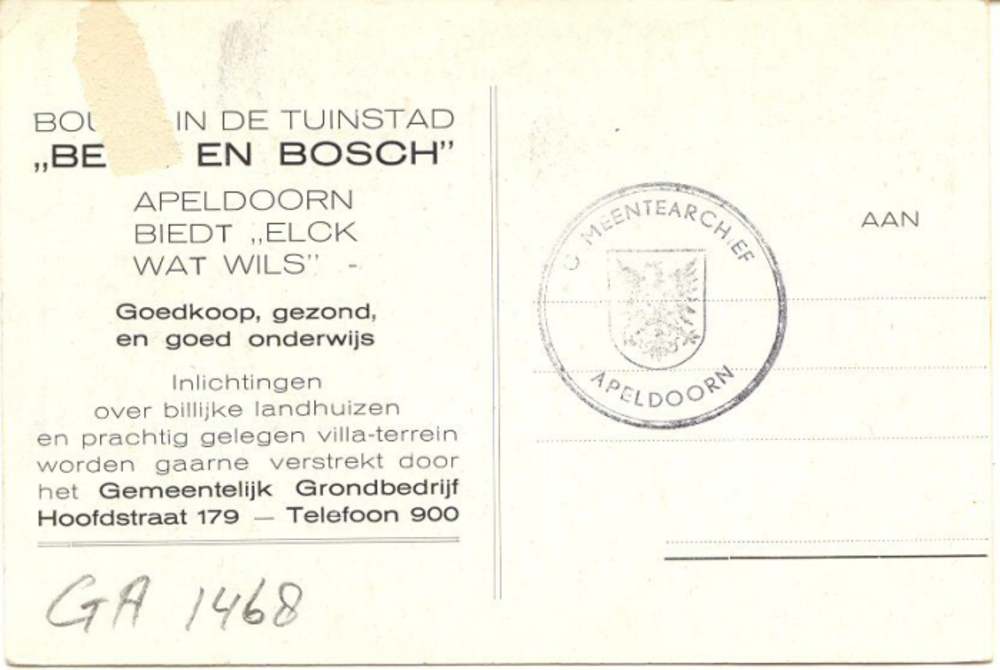 BOU IN DE TUINSTAD
„BE EN BOSCH”
APELDOORN
BIEDT „ELCK
WAT WILS” -
Goedkoop, gezond,
en goed onderwijs
Inlichtingen
over billijke landhuizen
en prachtig gelegen villa-terrein
worden gaarne verstrekt door
het Gemeentelijk Grondbedrijf
Hoofdstraat 179 — Telefoon 900
GA 1468
GEMEENTEARCHIEF
APELDOORN
AAN